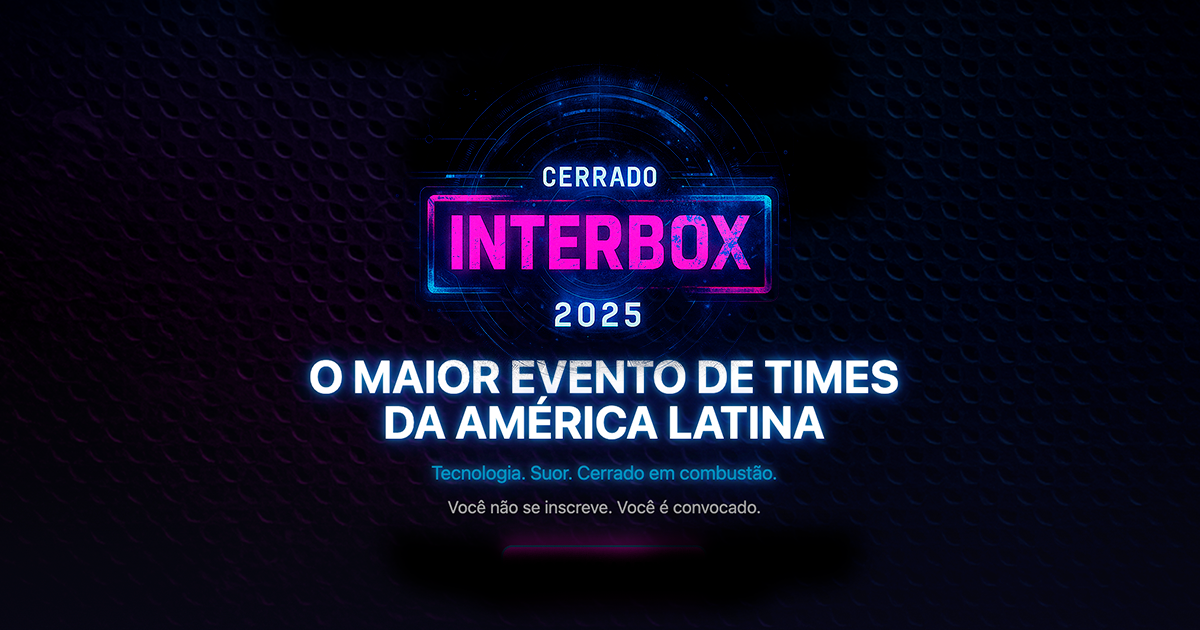 CERRADO
INTERBOX
2025
O MAIOR EVENTO DE TIMES
DA AMÉRICA LATINA
Tecnologia. Suor. Cerrado em combustão.
Você não se inscreve. Você é convocado.